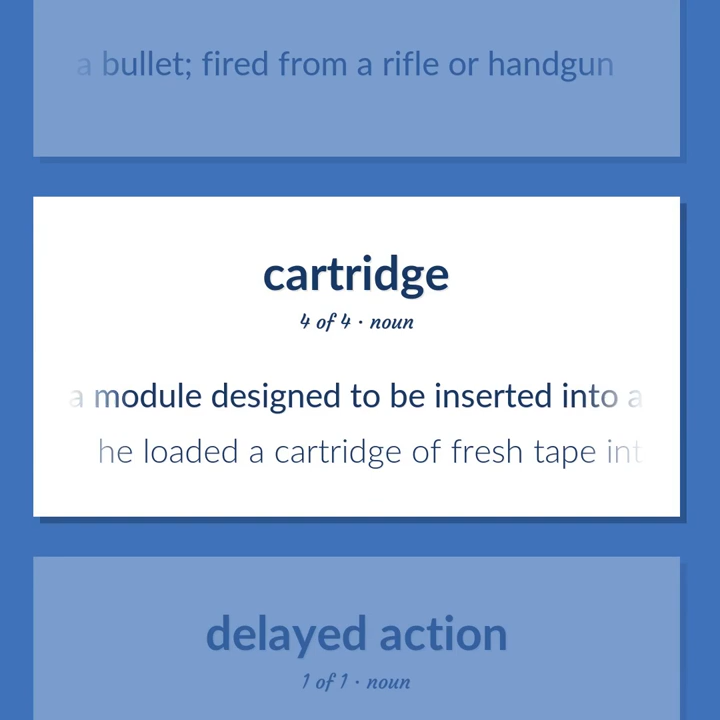 a bullet; fired from a rifle or handgun
cartridge
4 of 4 · noun
a module designed to be inserted into a
he loaded a cartridge of fresh tape int
delayed action
1 of 1 · noun